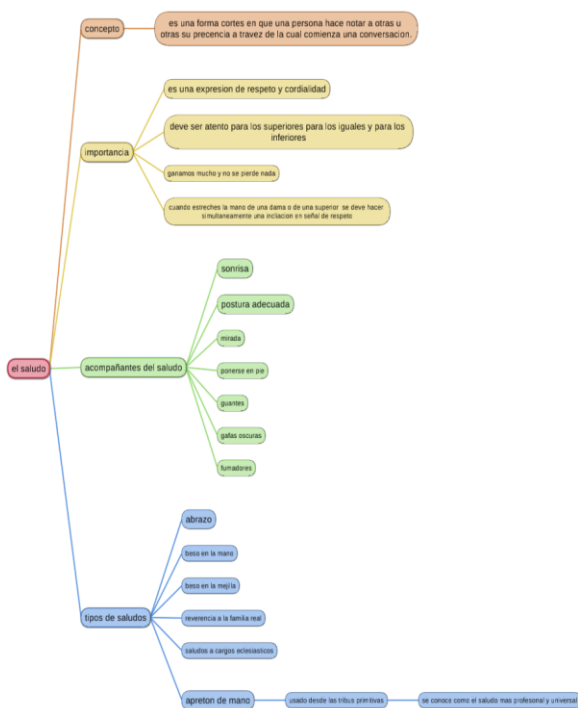 concepto
es una forma cortes en que una persona hace notar a otras u
otras su precencia a travez de la cual comienza una conversacion.
importancia
es una expresion de respeto y cordialidad
deve ser atento para los superiores para los iguales y para los
inferiores
ganamos mucho y no se pierde nada
cuando estreches la mano de una dama o de una superior se deve hacer
simultaneamente una incliacion en señal de respeto
el saludo
acompañantes del saludo
sonrisa
postura adecuada
mirada
ponerse en pie
guantes
gafas oscuras
fumadores
tipos de saludos
abrazo
beso en la mano
beso en la mejilla
reverencia a la familia real
saludos a cargos eclesiasticos
apreton de mano
usado desde las tribus primitivas
se conoce como el saludo mas profesional y universal